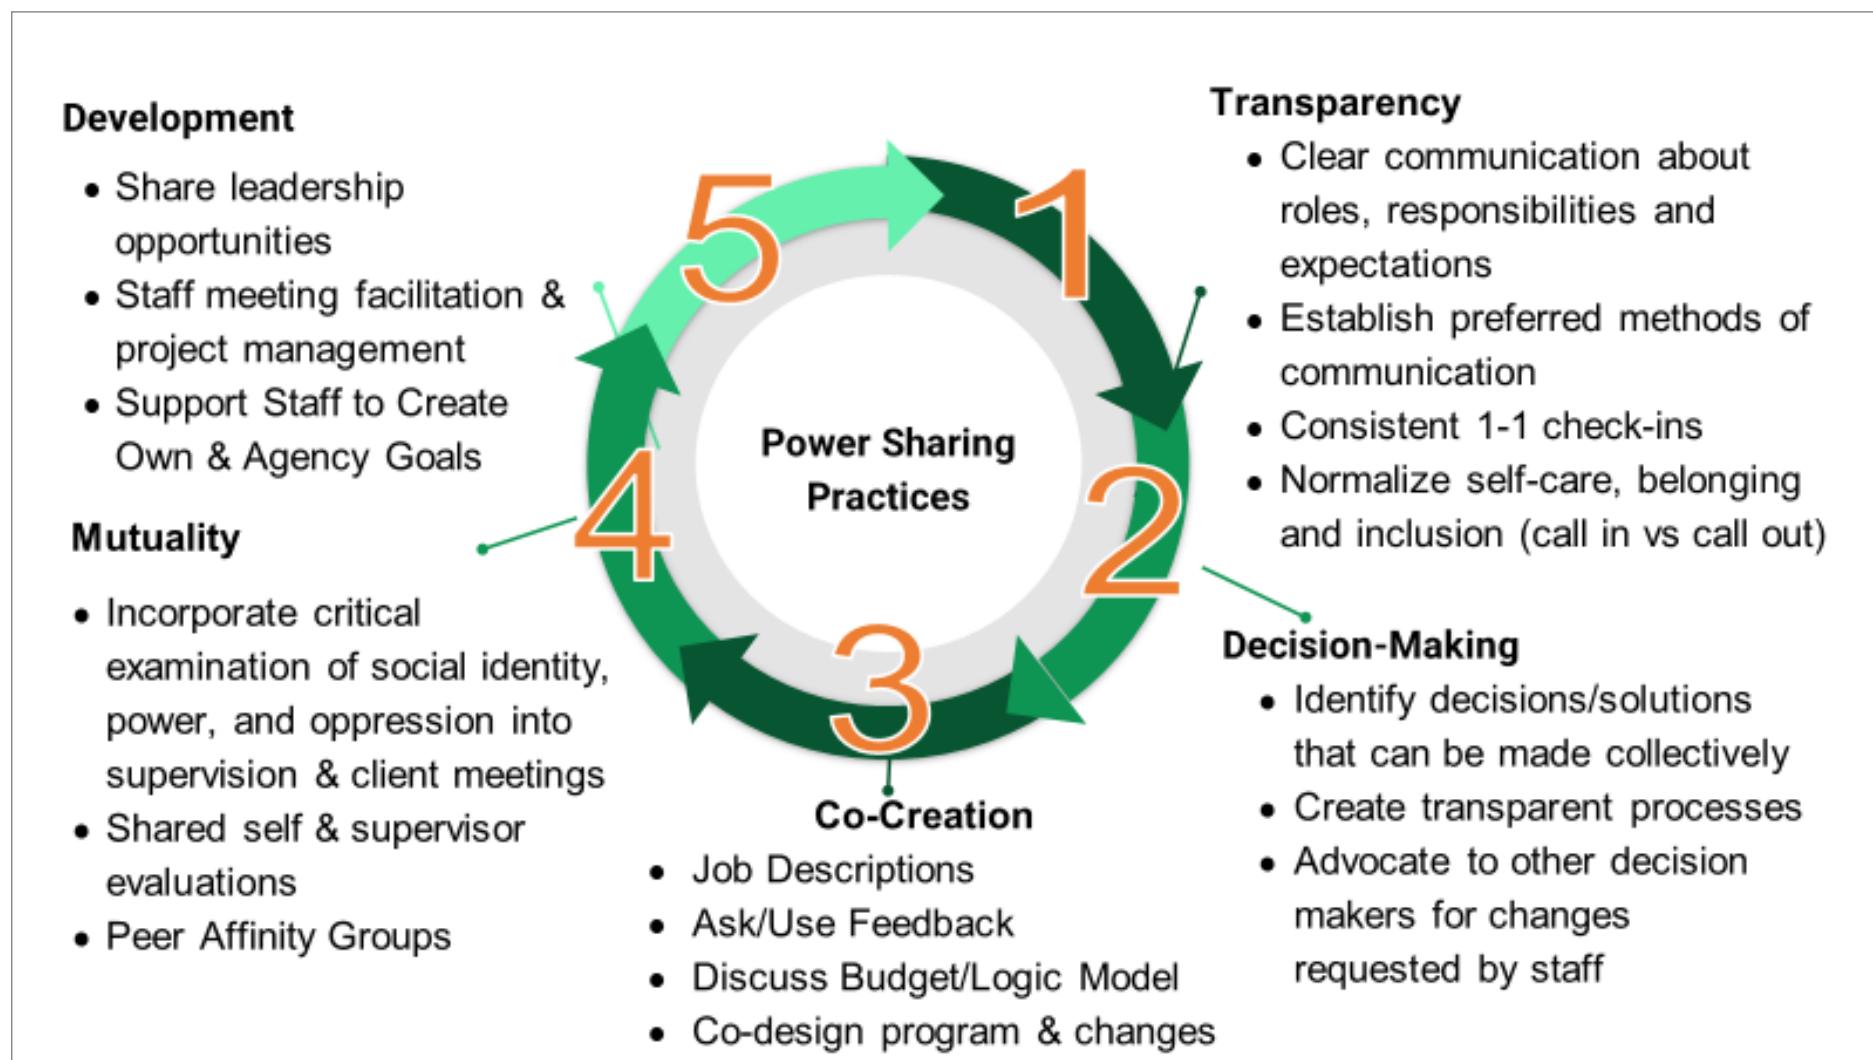 Development
• Share leadership
opportunities
• Staff meeting facilitation &
project management
• Support Staff to Create
Own & Agency Goals
Mutuality
• Incorporate critical
examination of social identity,
power, and oppression into
supervision & client meetings
• Shared self & supervisor
evaluations
• Peer Affinity Groups
5
1
4
2
3
Power Sharing
Practices
Transparency
• Clear communication about
roles, responsibilities and
expectations
• Establish preferred methods of
communication
• Consistent 1-1 check-ins
• Normalize self-care, belonging
and inclusion (call in vs call out)
Decision-Making
• Identify decisions/solutions
that can be made collectively
• Create transparent processes
• Advocate to other decision
makers for changes
requested by staff
Co-Creation
• Job Descriptions
• Ask/Use Feedback
• Discuss Budget/Logic Model
• Co-design program & changes